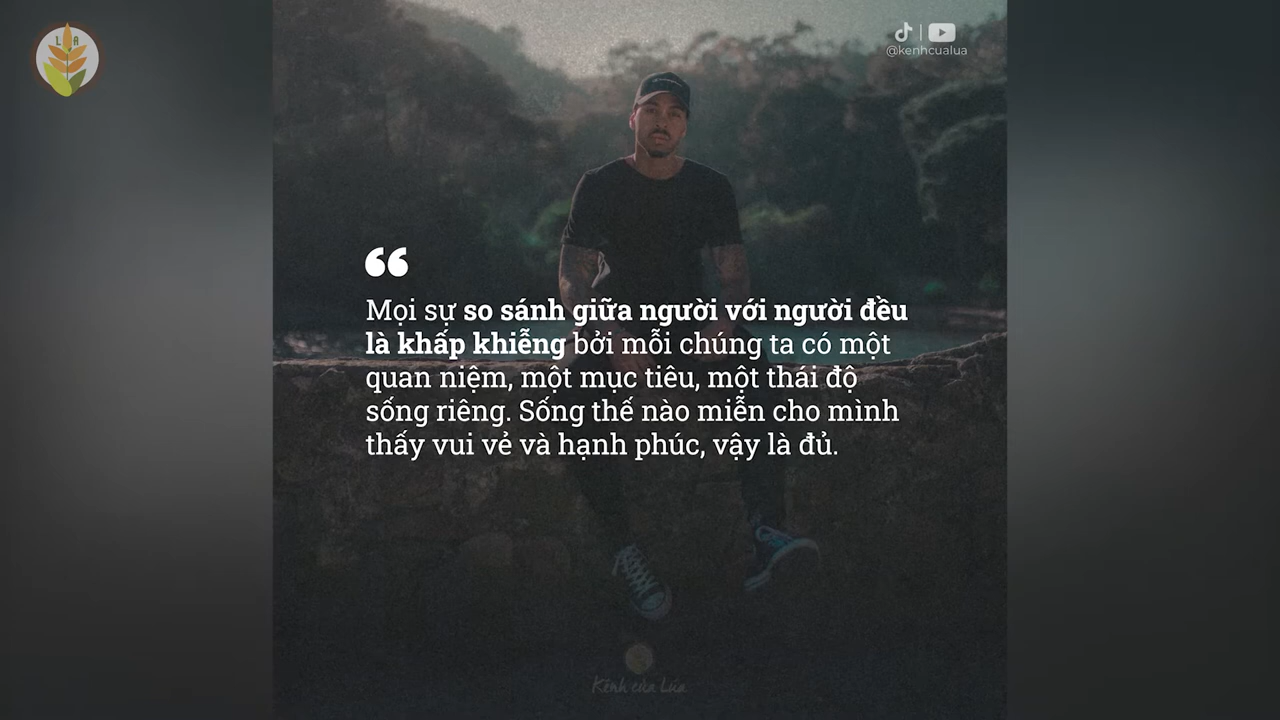 L A
@kenhcualua
Mọi sự so sánh giữa người với người đều
là khấp khiễng bởi mỗi chúng ta có một
quan niệm, một mục tiêu, một thái độ
sống riêng. Sống thế nào miễn cho mình
thấy vui vẻ và hạnh phúc, vậy là đủ.
Kênh của Lúa